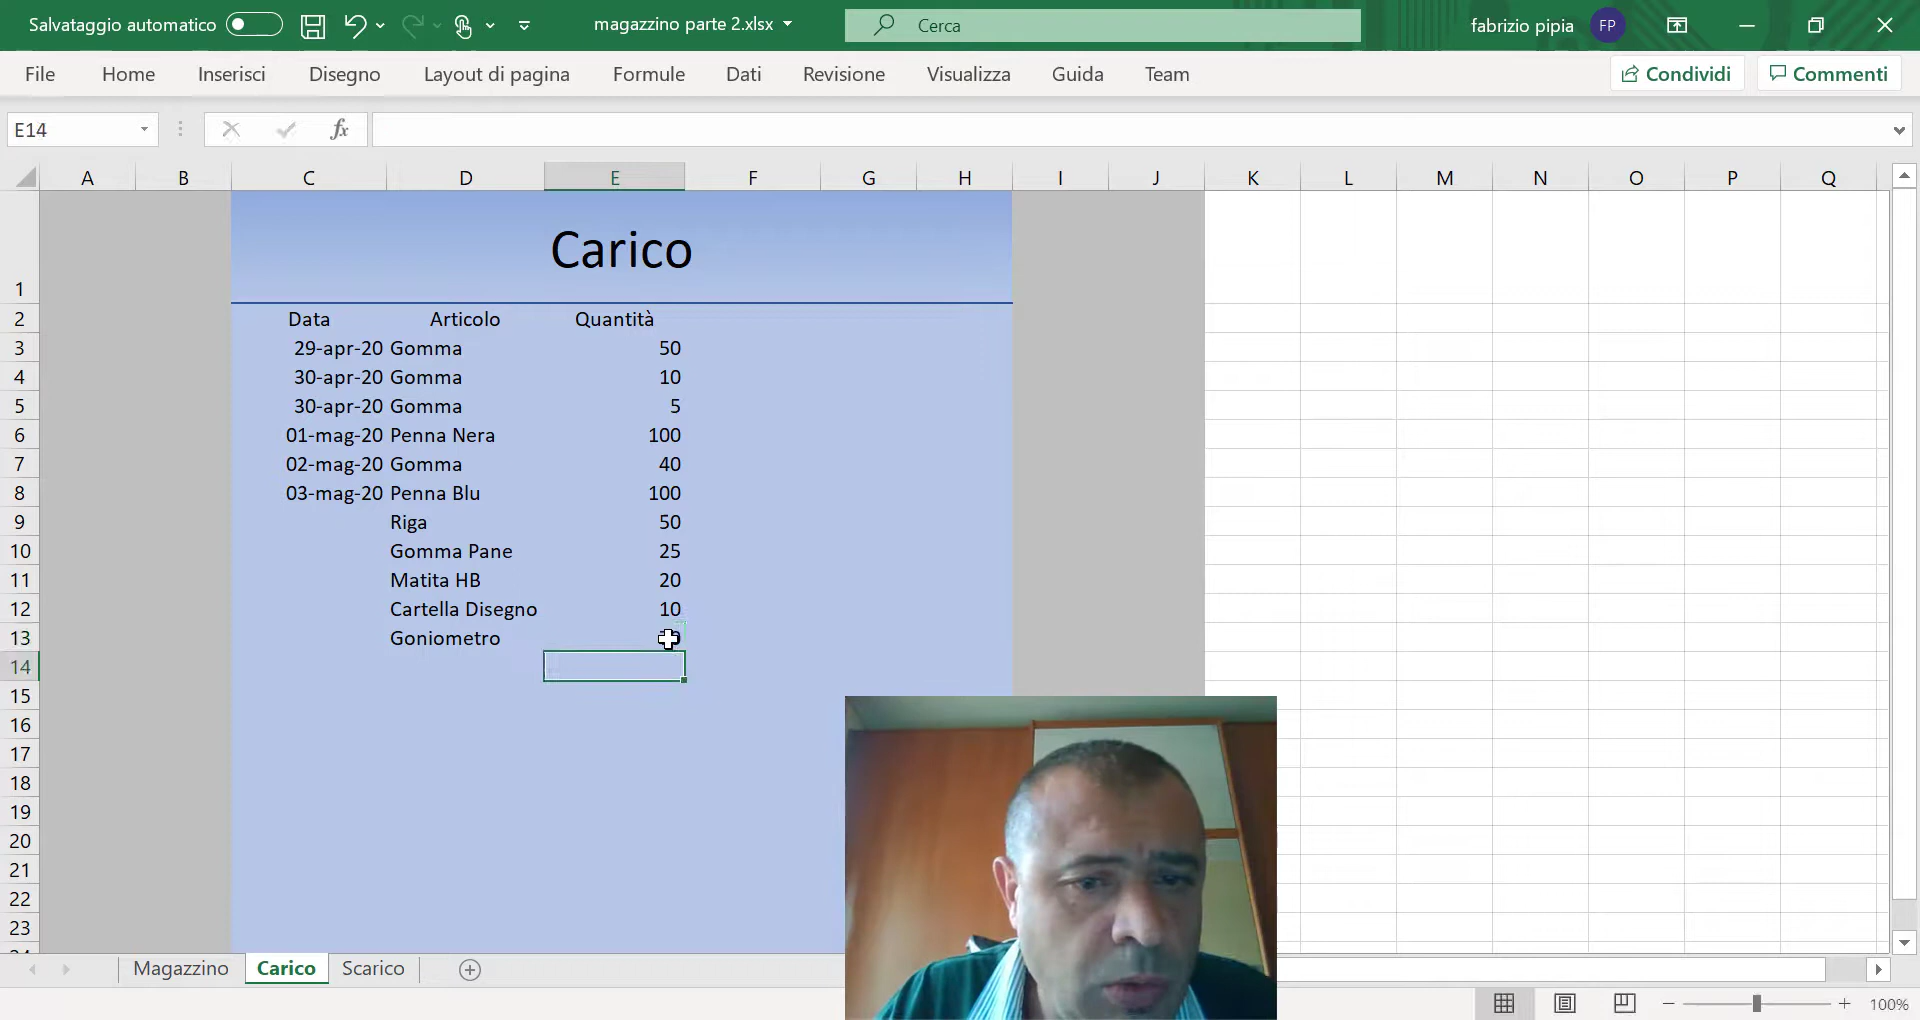 Salvataggio automatico
magazzino parte 2.xlsx
Cerca
fabrizio pipia FP
File Home Inserisci Disegno Layout di pagina Formule Dati Revisione Visualizza Guida Team Condividi Commenti
E14 fx
A B C D E F G H I J K L M N O P Q
1 Carico
2 Data Articolo Quantità
3 29-apr-20 Gomma 50
4 30-apr-20 Gomma 10
5 30-apr-20 Gomma 5
6 01-mag-20 Penna Nera 100
7 02-mag-20 Gomma 40
8 03-mag-20 Penna Blu 100
9 Riga 50
10 Gomma Pane 25
11 Matita HB 20
12 Cartella Disegno 10
13 Goniometro
14
15
16
17
18
19
20
21
22
23
Magazzino Carico Scarico
100%